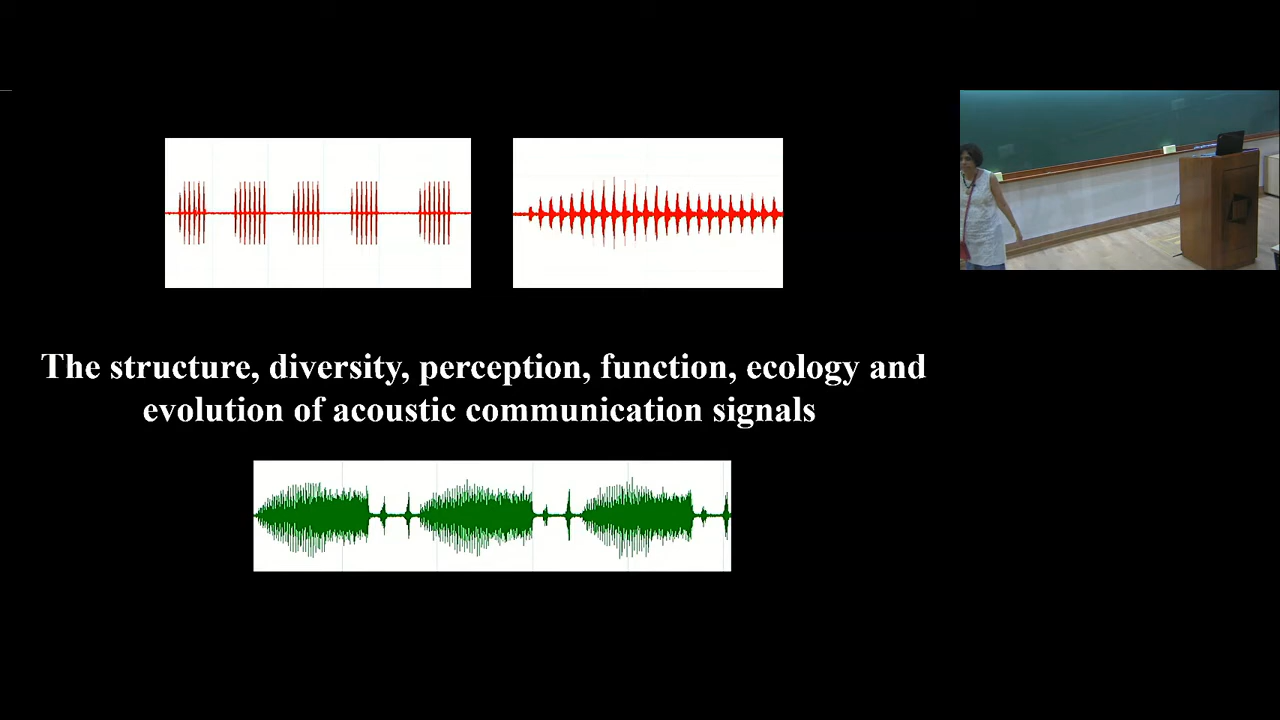 The structure, diversity, perception, function, ecology and
evolution of acoustic communication signals